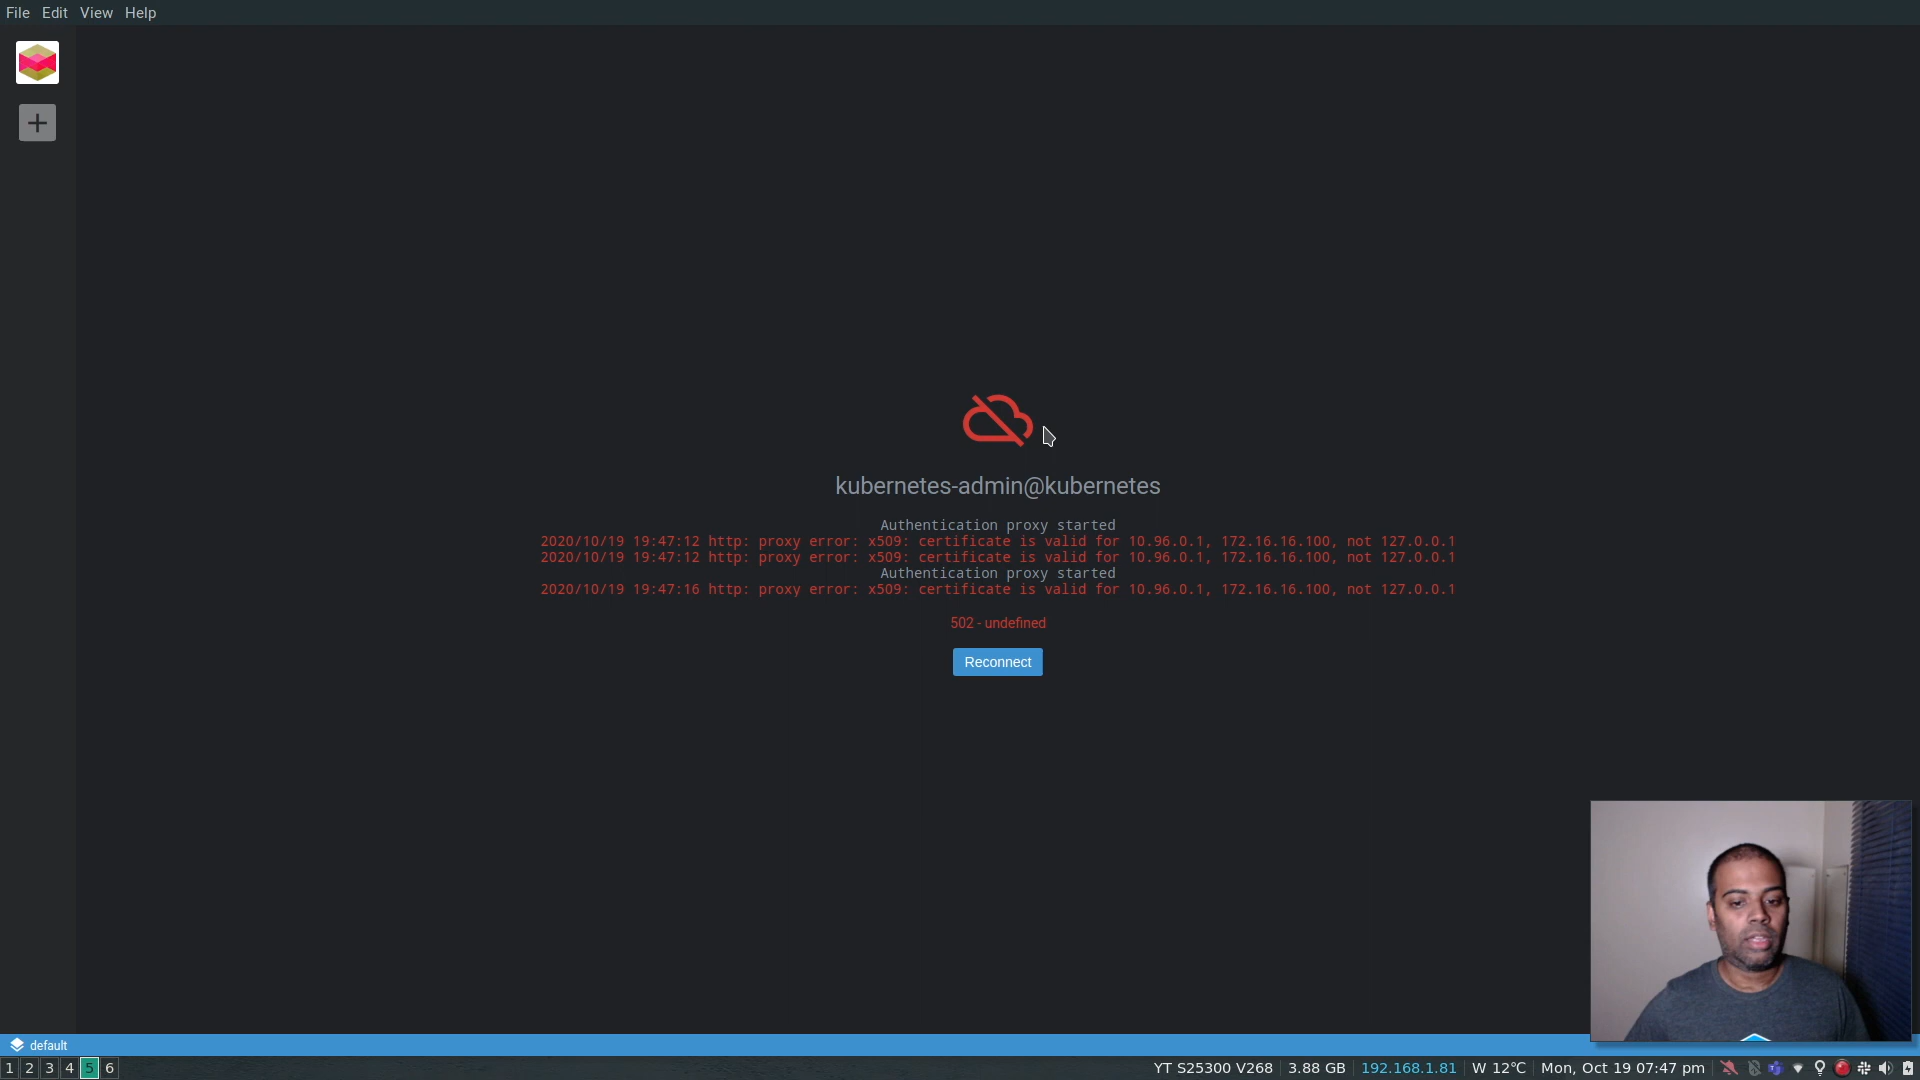 File Edit View Help
kubernetes-admin@kubernetes
Authentication proxy started
2020/10/19 19:47:12 http: proxy error: x509: certificate is valid for 10.96.0.1, 172.16.16.100, not 127.0.0.1
2020/10/19 19:47:12 http: proxy error: x509: certificate is valid for 10.96.0.1, 172.16.16.100, not 127.0.0.1
Authentication proxy started
2020/10/19 19:47:16 http: proxy error: x509: certificate is valid for 10.96.0.1, 172.16.16.100, not 127.0.0.1
502 - undefined
Reconnect
default
1 2 3 4 5 6 YT S25300 V268 3.88 GB 192.168.1.81 W 12°C Mon, Oct 19 07:47 pm